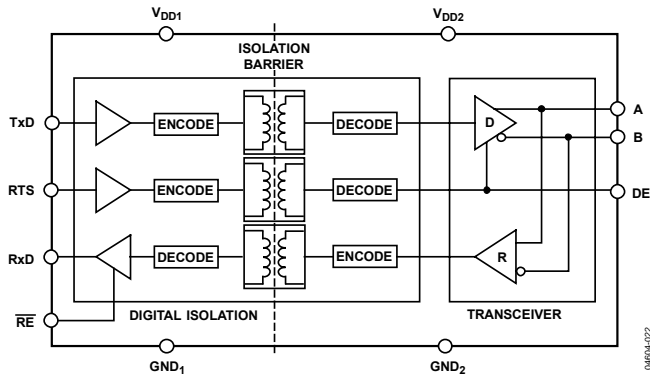 VDD1 VDD2
ISOLATION
BARRIER
TxD ENCODE DECODE D A
B
RTS ENCODE DECODE DE
RxD DECODE ENCODE R
RE
DIGITAL ISOLATION TRANSCEIVER
GND1 GND2
04604-022